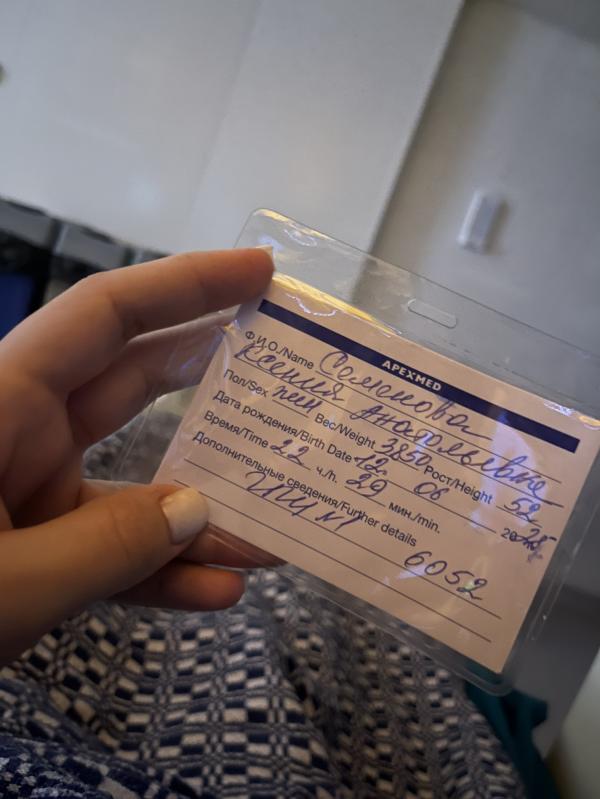 APEXMED
Ф.И.О./Name Семенова
Ксения Анатольевна
Пол/Sex жен Вес/Weight 3850 Рост/Height 52
Дата рождения/Birth Date 12 06 2025
Время/Time 22 ч./h. 29 мин./min.
Дополнительные сведения/Further details
6052